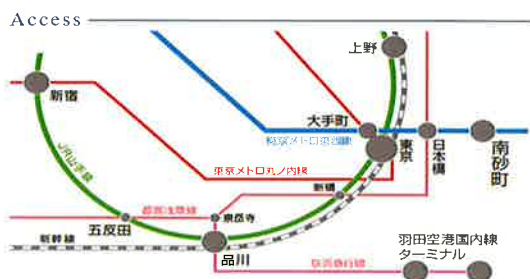 Access
上野
新宿
大手町
東京メトロ東西線
東京
日本橋
南砂町
JR山手線
東京メトロ丸ノ内線
新橋
都営浅草線
泉岳寺
五反田
新幹線
品川
京浜急行線
羽田空港国内線
ターミナル